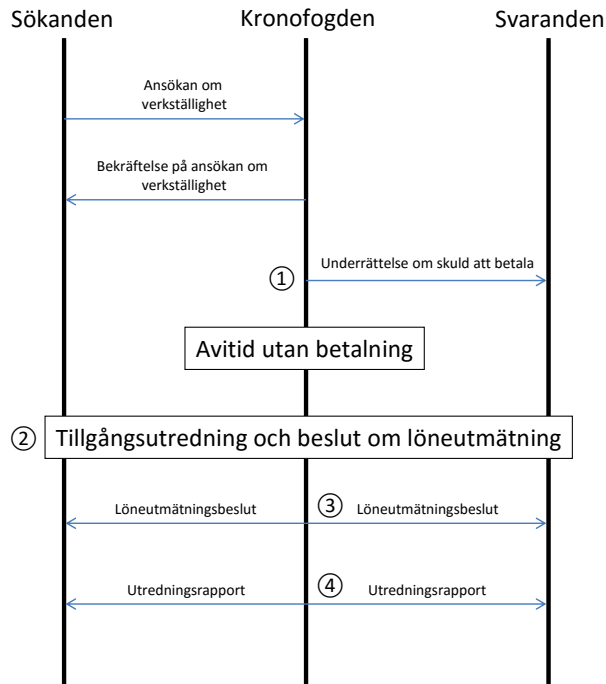 Sökanden Kronofogden Svaranden
Ansökan om
verkställighet
Bekräftelse på ansökan om
verkställighet
① Underrättelse om skuld att betala
Avitid utan betalning
② Tillgångsutredning och beslut om löneutmätning
Löneutmätningsbeslut ③ Löneutmätningsbeslut
Utredningsrapport ④ Utredningsrapport